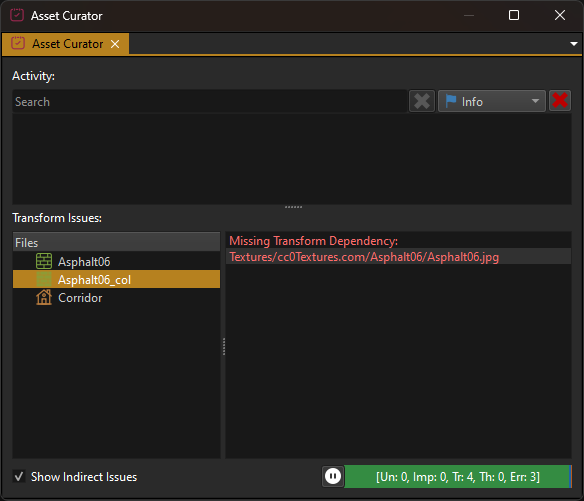 Asset Curator
Asset Curator
Activity:
Search
Info
Transform Issues:
Files
Asphalt06
Asphalt06_col
Corridor
Missing Transform Dependency:
Textures/cc0Textures.com/Asphalt06/Asphalt06.jpg
Show Indirect Issues
[Un: 0, Imp: 0, Tr: 4, Th: 0, Err: 3]